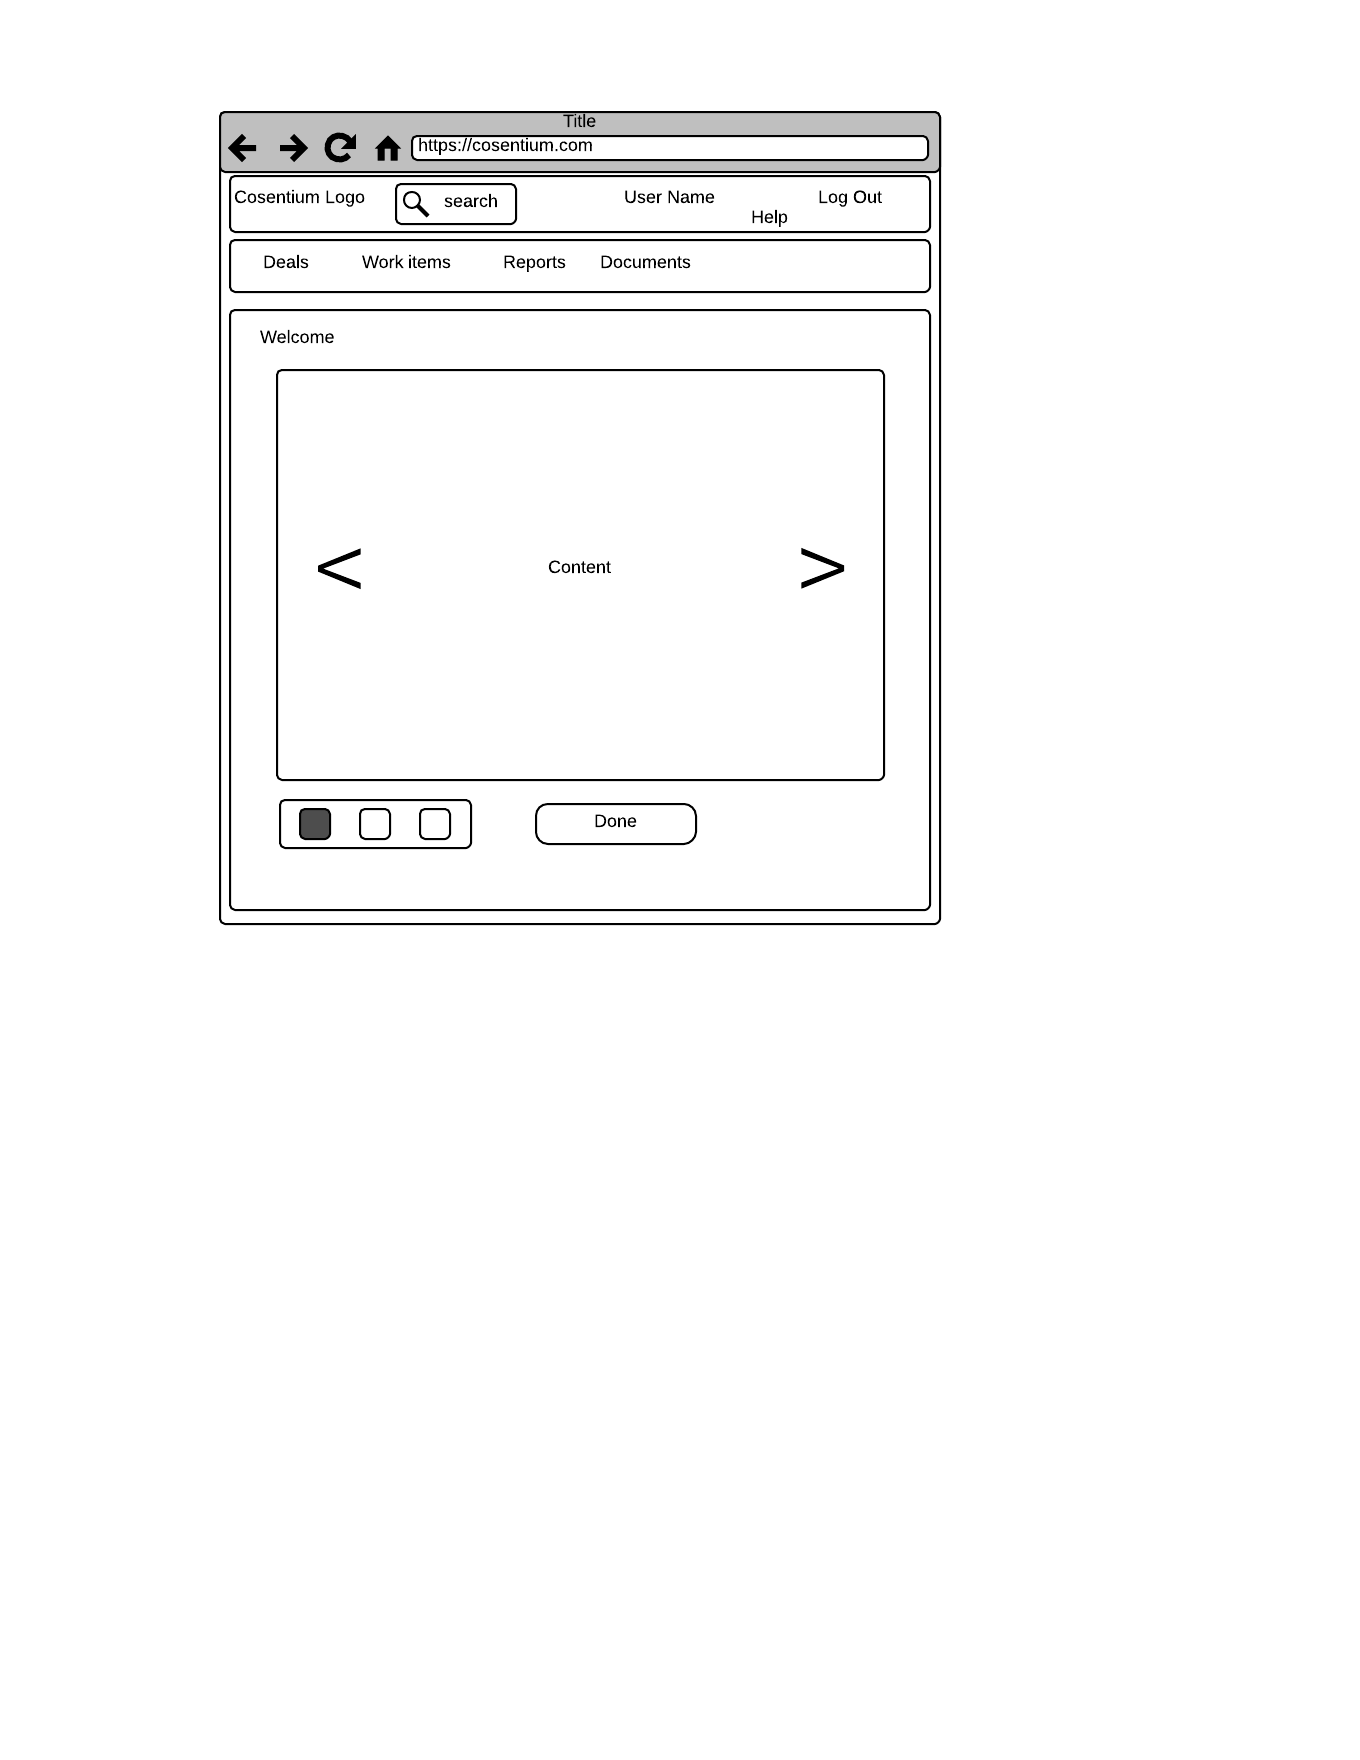 Title
https://cosentium.com
Cosentium Logo
search
User Name
Log Out
Help
Deals
Work items
Reports
Documents
Welcome
<
Content
>
Done